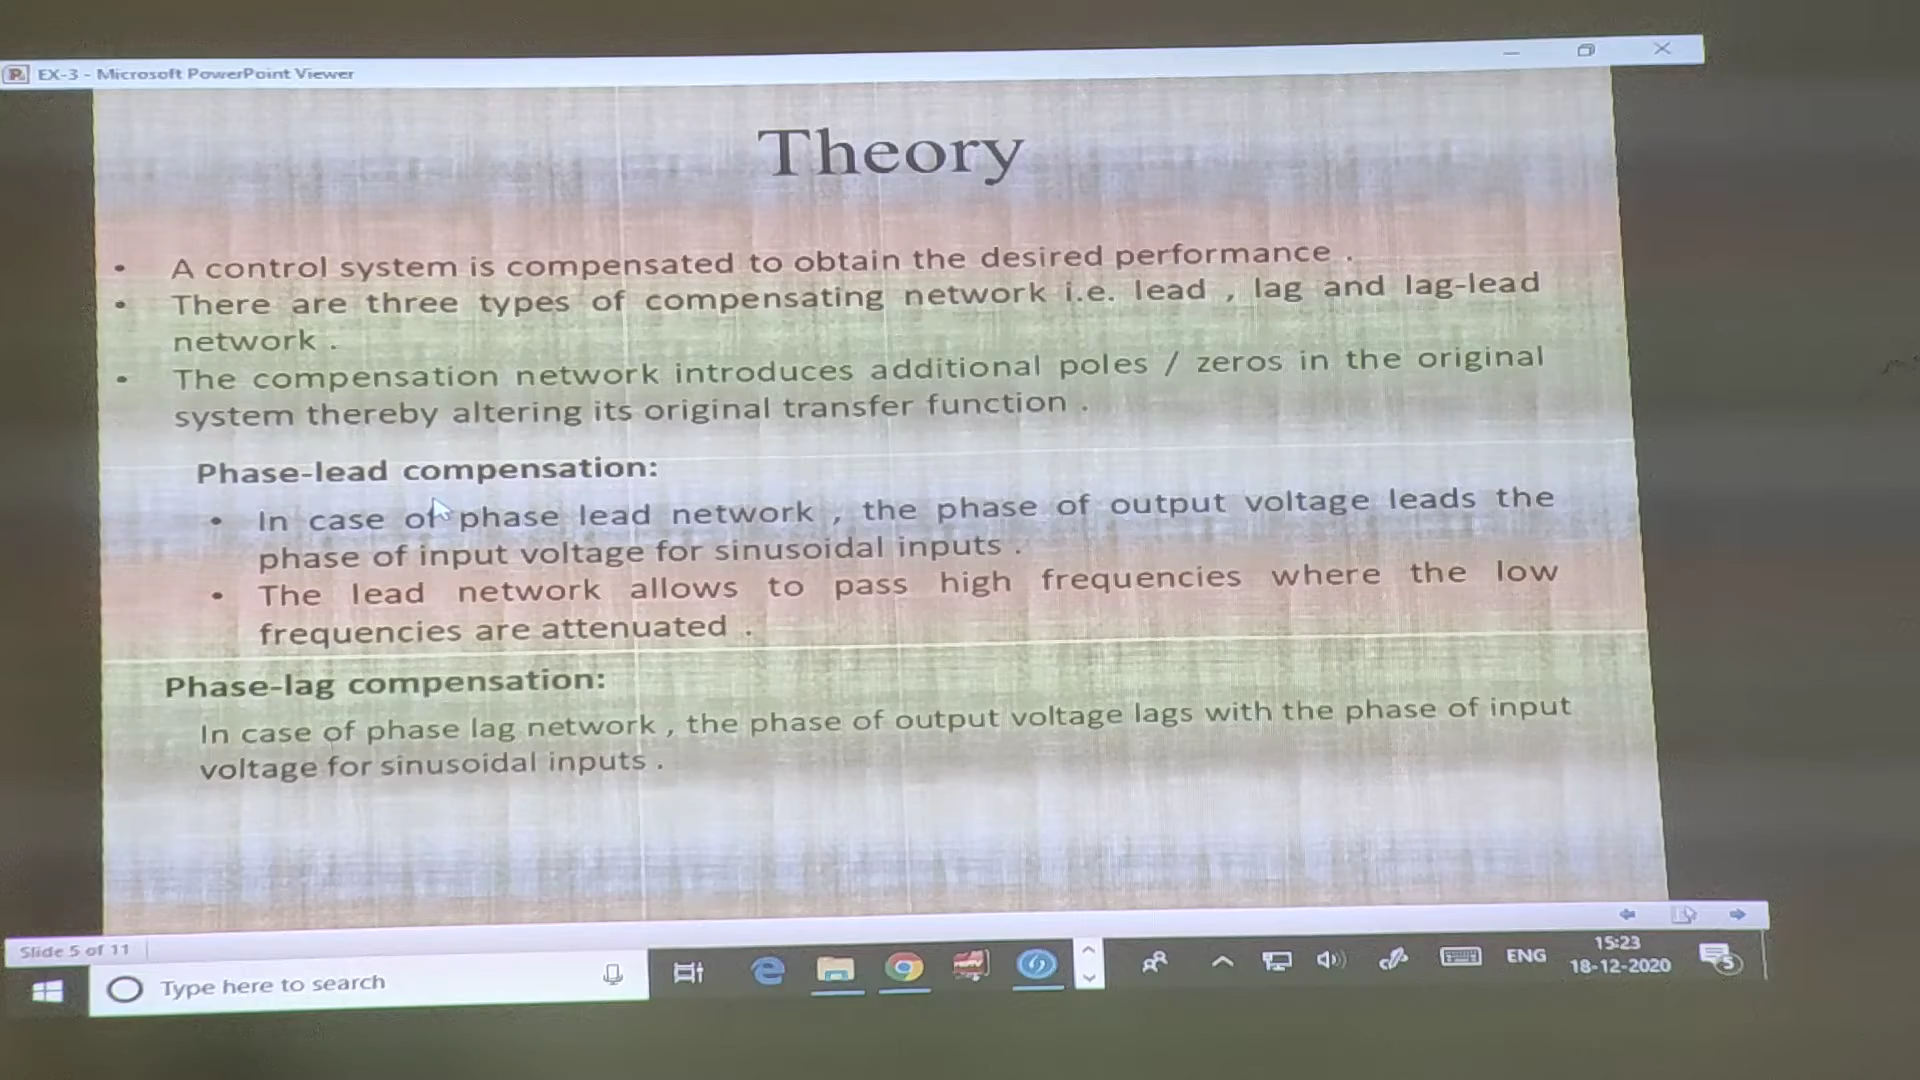 EX-3 - Microsoft PowerPoint Viewer
Theory
• A control system is compensated to obtain the desired performance .
• There are three types of compensating network i.e. lead , lag and lag-lead
network .
• The compensation network introduces additional poles / zeros in the original
system thereby altering its original transfer function .
Phase-lead compensation:
• In case of phase lead network , the phase of output voltage leads the
phase of input voltage for sinusoidal inputs .
• The lead network allows to pass high frequencies where the low
frequencies are attenuated .
Phase-lag compensation:
In case of phase lag network , the phase of output voltage lags with the phase of input
voltage for sinusoidal inputs .
Slide 5 of 11
Type here to search
ENG
15:23
18-12-2020
5